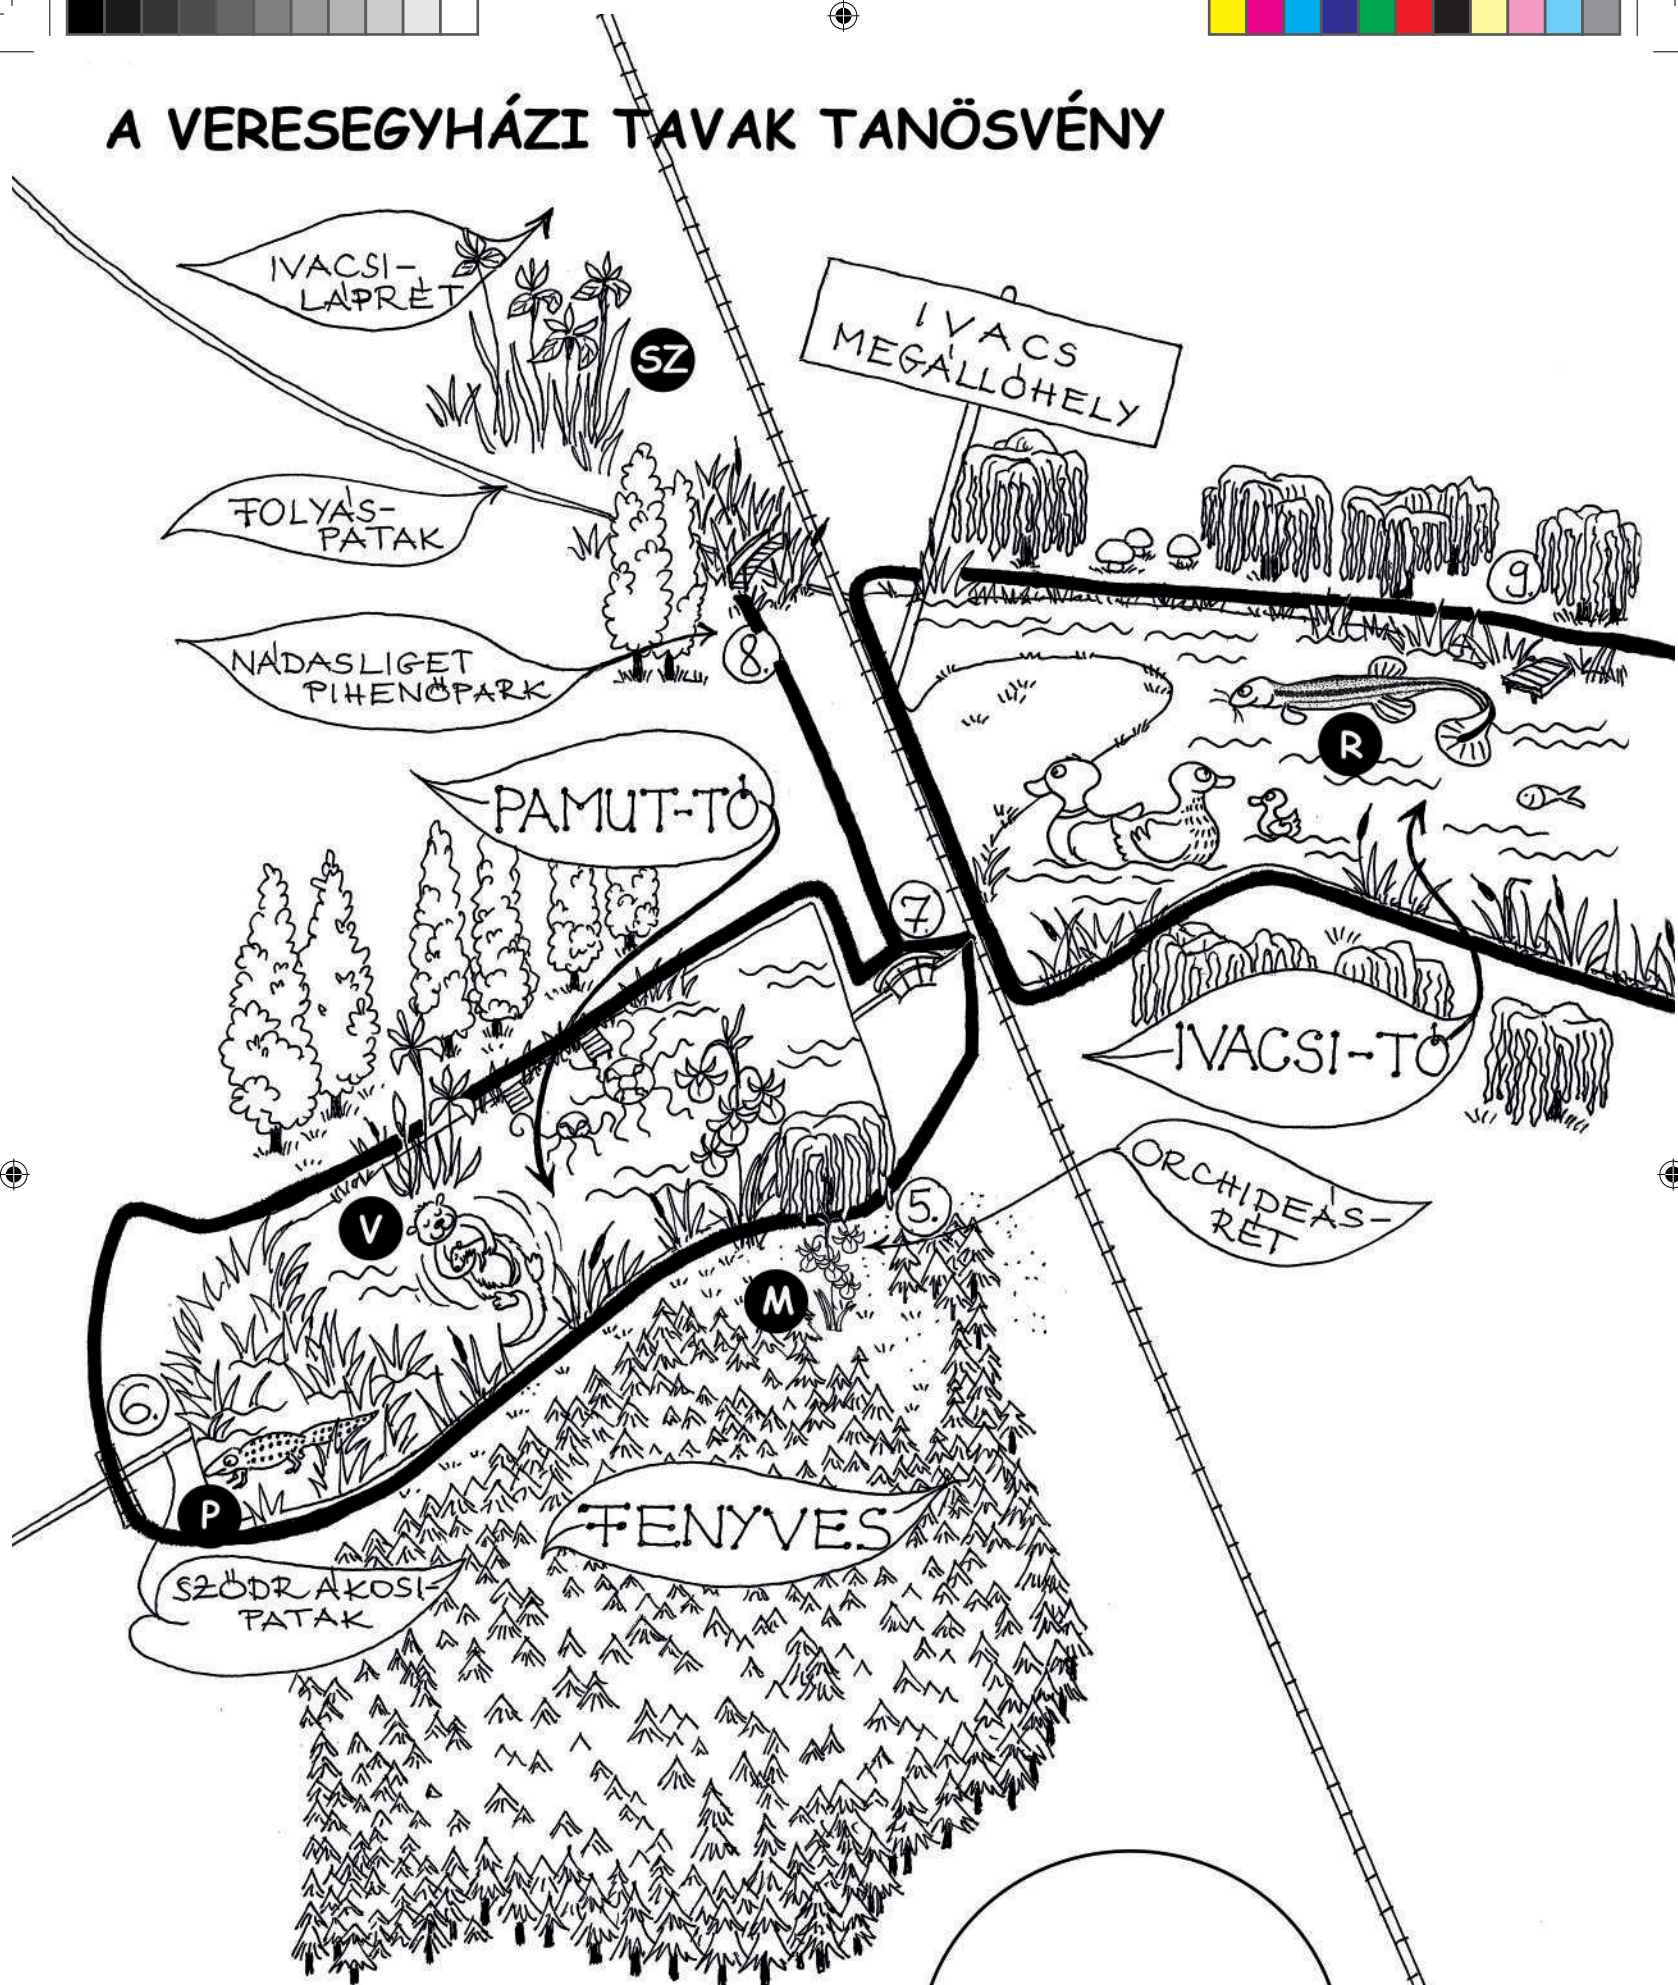 A VERESEGYHÁZI TAVAK TANÖSVÉNY
IVACSI-
LÁPRÉT
SZ
IVACS
MEGÁLLÓHELY
FOLYÁS-
PATAK
9.
NÁDASLIGET
PIHENŐPARK
8.
R
PAMUT-TÓ
7.
IVACSI-TÓ
ORCHIDEÁS-
RÉT
5.
V
M
6.
P
FENYVES
SZŐDRÁKOSI-
PATAK